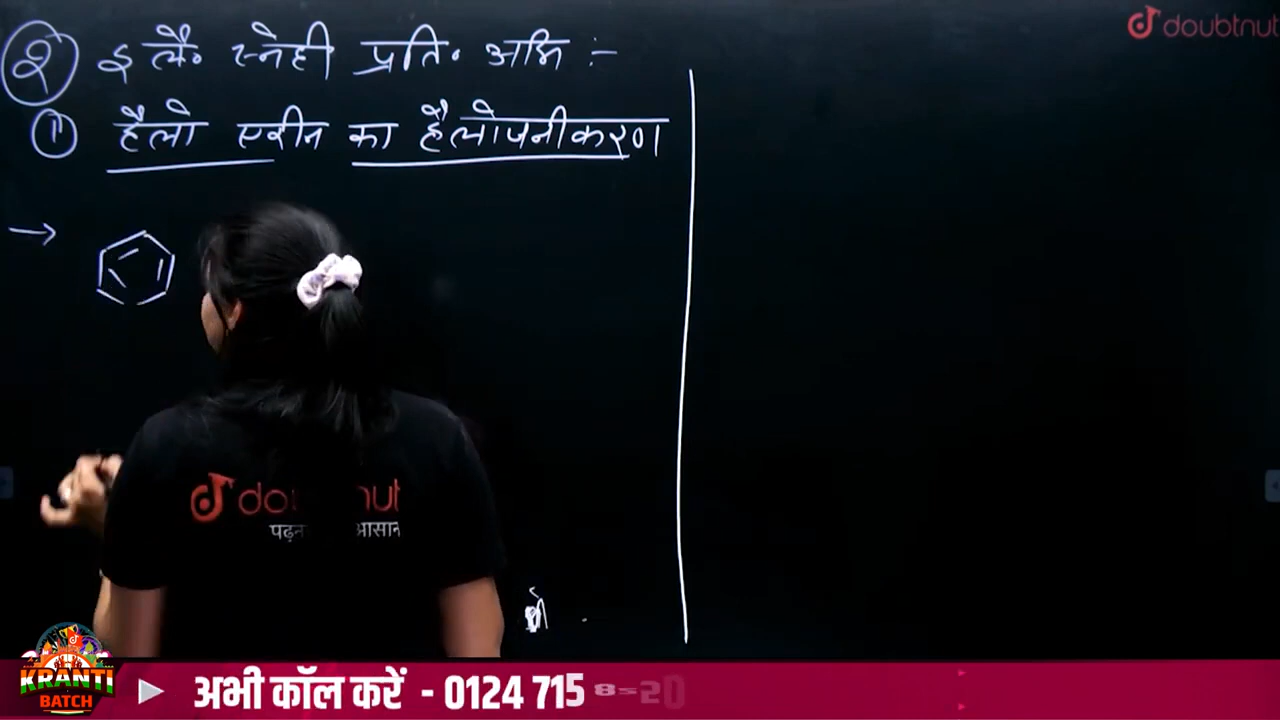 doubtnut
② इलै० स्नेही प्रति० अभि :-
① हैलो एरीन का हैलोजनीकरण
→
doubtnut
आसान
KRANTI
BATCH
अभी कॉल करें - 0124 715